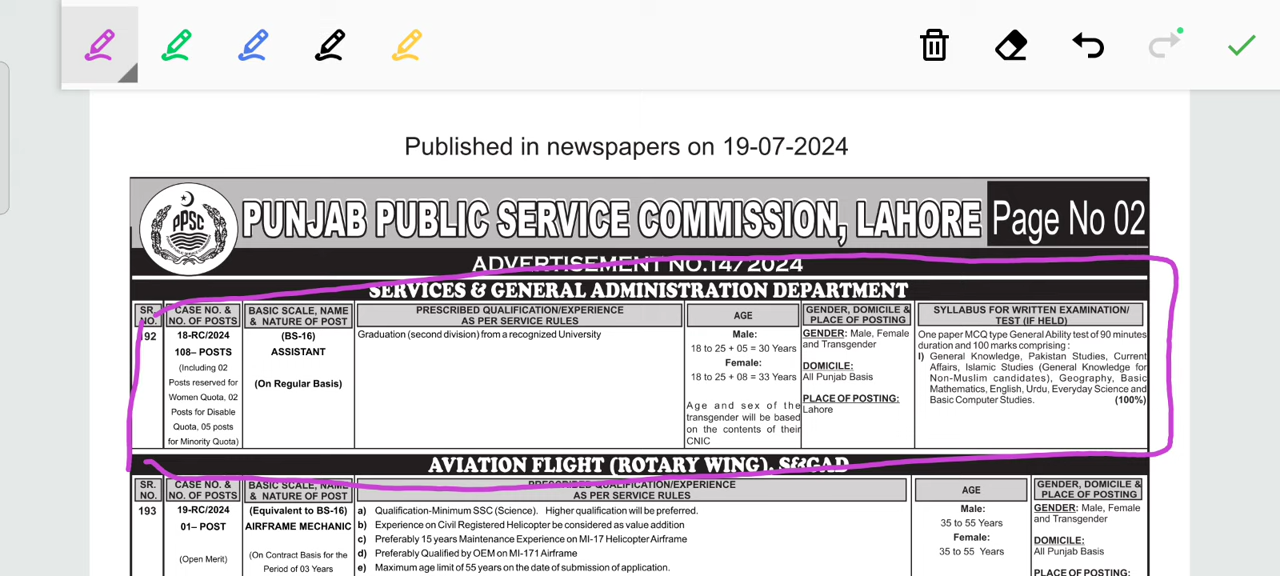 Published in newspapers on 19-07-2024
PPSC
PUNJAB PUBLIC SERVICE COMMISSION, LAHORE Page No 02
ADVERTISEMENT NO.14/2024
SERVICES & GENERAL ADMINISTRATION DEPARTMENT
SR. NO.
CASE NO. &
NO. OF POSTS
BASIC SCALE, NAME
& NATURE OF POST
PRESCRIBED QUALIFICATION/EXPERIENCE
AS PER SERVICE RULES
AGE
GENDER, DOMICILE &
PLACE OF POSTING
SYLLABUS FOR WRITTEN EXAMINATION/
TEST (IF HELD)
192
18-RC/2024
108– POSTS
(Including 02
Posts reserved for
Women Quota, 02
Posts for Disable
Quota, 05 posts
for Minority Quota)
(BS-16)
ASSISTANT
(On Regular Basis)
Graduation (second division) from a recognized University
Male:
18 to 25 + 05 = 30 Years
Female:
18 to 25 + 08 = 33 Years
Age and sex of the
transgender will be based
on the contents of their
CNIC
GENDER: Male, Female
and Transgender
DOMICILE:
All Punjab Basis
PLACE OF POSTING:
Lahore
One paper MCQ type General Ability test of 90 minutes
duration and 100 marks comprising :
I) General Knowledge, Pakistan Studies, Current
Affairs, Islamic Studies (General Knowledge for
Non-Muslim candidates), Geography, Basic
Mathematics, English, Urdu, Everyday Science and
Basic Computer Studies. (100%)
AVIATION FLIGHT (ROTARY WING), S&GAD
SR.
NO.
CASE NO. &
NO. OF POSTS
BASIC SCALE, NAME
& NATURE OF POST
PRESCRIBED QUALIFICATION/EXPERIENCE
AS PER SERVICE RULES
AGE
GENDER, DOMICILE &
PLACE OF POSTING
193
19-RC/2024
01– POST
(Open Merit)
(Equivalent to BS-16)
AIRFRAME MECHANIC
(On Contract Basis for the
Period of 03 Years
a) Qualification-Minimum SSC (Science). Higher qualification will be preferred.
b) Experience on Civil Registered Helicopter be considered as value addition
c) Preferably 15 years Maintenance Experience on MI-17 Helicopter Airframe
d) Preferably Qualified by OEM on MI-171 Airframe
e) Maximum age limit of 55 years on the date of submission of application.
Male:
35 to 55 Years
Female:
35 to 55 Years
GENDER: Male, Female
and Transgender
DOMICILE:
All Punjab Basis
PLACE OF POSTING: